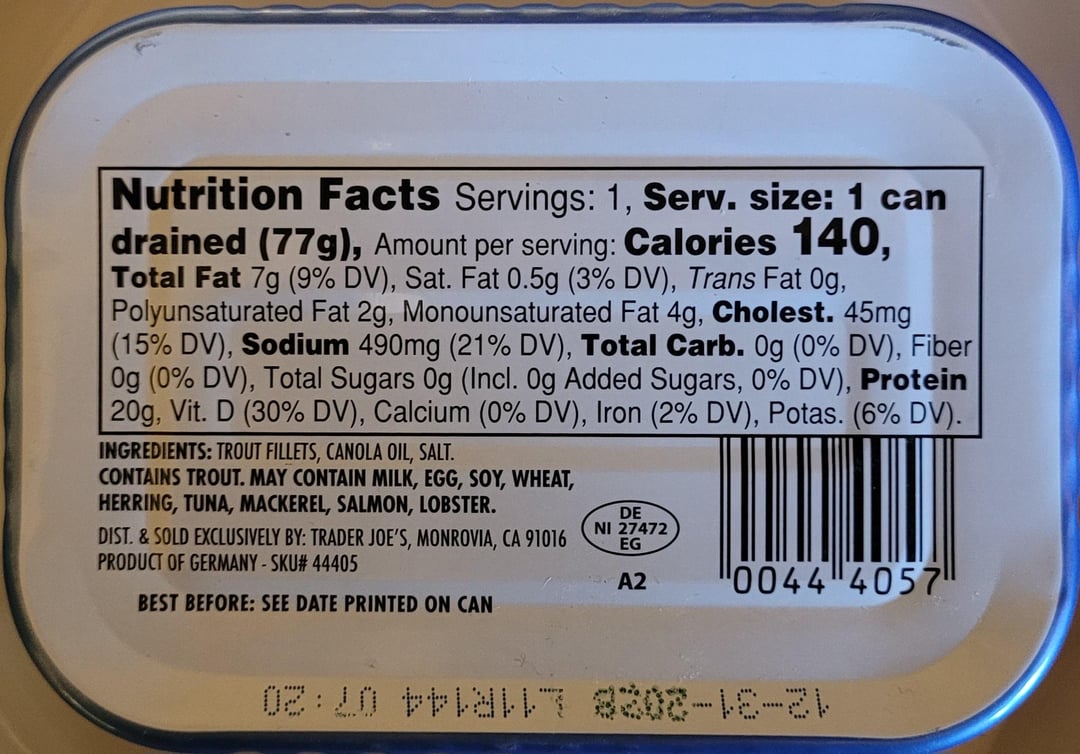 Nutrition Facts Servings: 1, Serv. size: 1 can
drained (77g), Amount per serving: Calories 140,
Total Fat 7g (9% DV), Sat. Fat 0.5g (3% DV), Trans Fat 0g,
Polyunsaturated Fat 2g, Monounsaturated Fat 4g, Cholest. 45mg
(15% DV), Sodium 490mg (21% DV), Total Carb. 0g (0% DV), Fiber
0g (0% DV), Total Sugars 0g (Incl. 0g Added Sugars, 0% DV), Protein
20g, Vit. D (30% DV), Calcium (0% DV), Iron (2% DV), Potas. (6% DV).
INGREDIENTS: TROUT FILLETS, CANOLA OIL, SALT.
CONTAINS TROUT. MAY CONTAIN MILK, EGG, SOY, WHEAT,
HERRING, TUNA, MACKEREL, SALMON, LOBSTER.
DIST. & SOLD EXCLUSIVELY BY: TRADER JOE'S, MONROVIA, CA 91016
PRODUCT OF GERMANY - SKU# 44405
BEST BEFORE: SEE DATE PRINTED ON CAN
DE
NI 27472
EG
A2
0044 4057
12-31-2028 L11R144 07:20